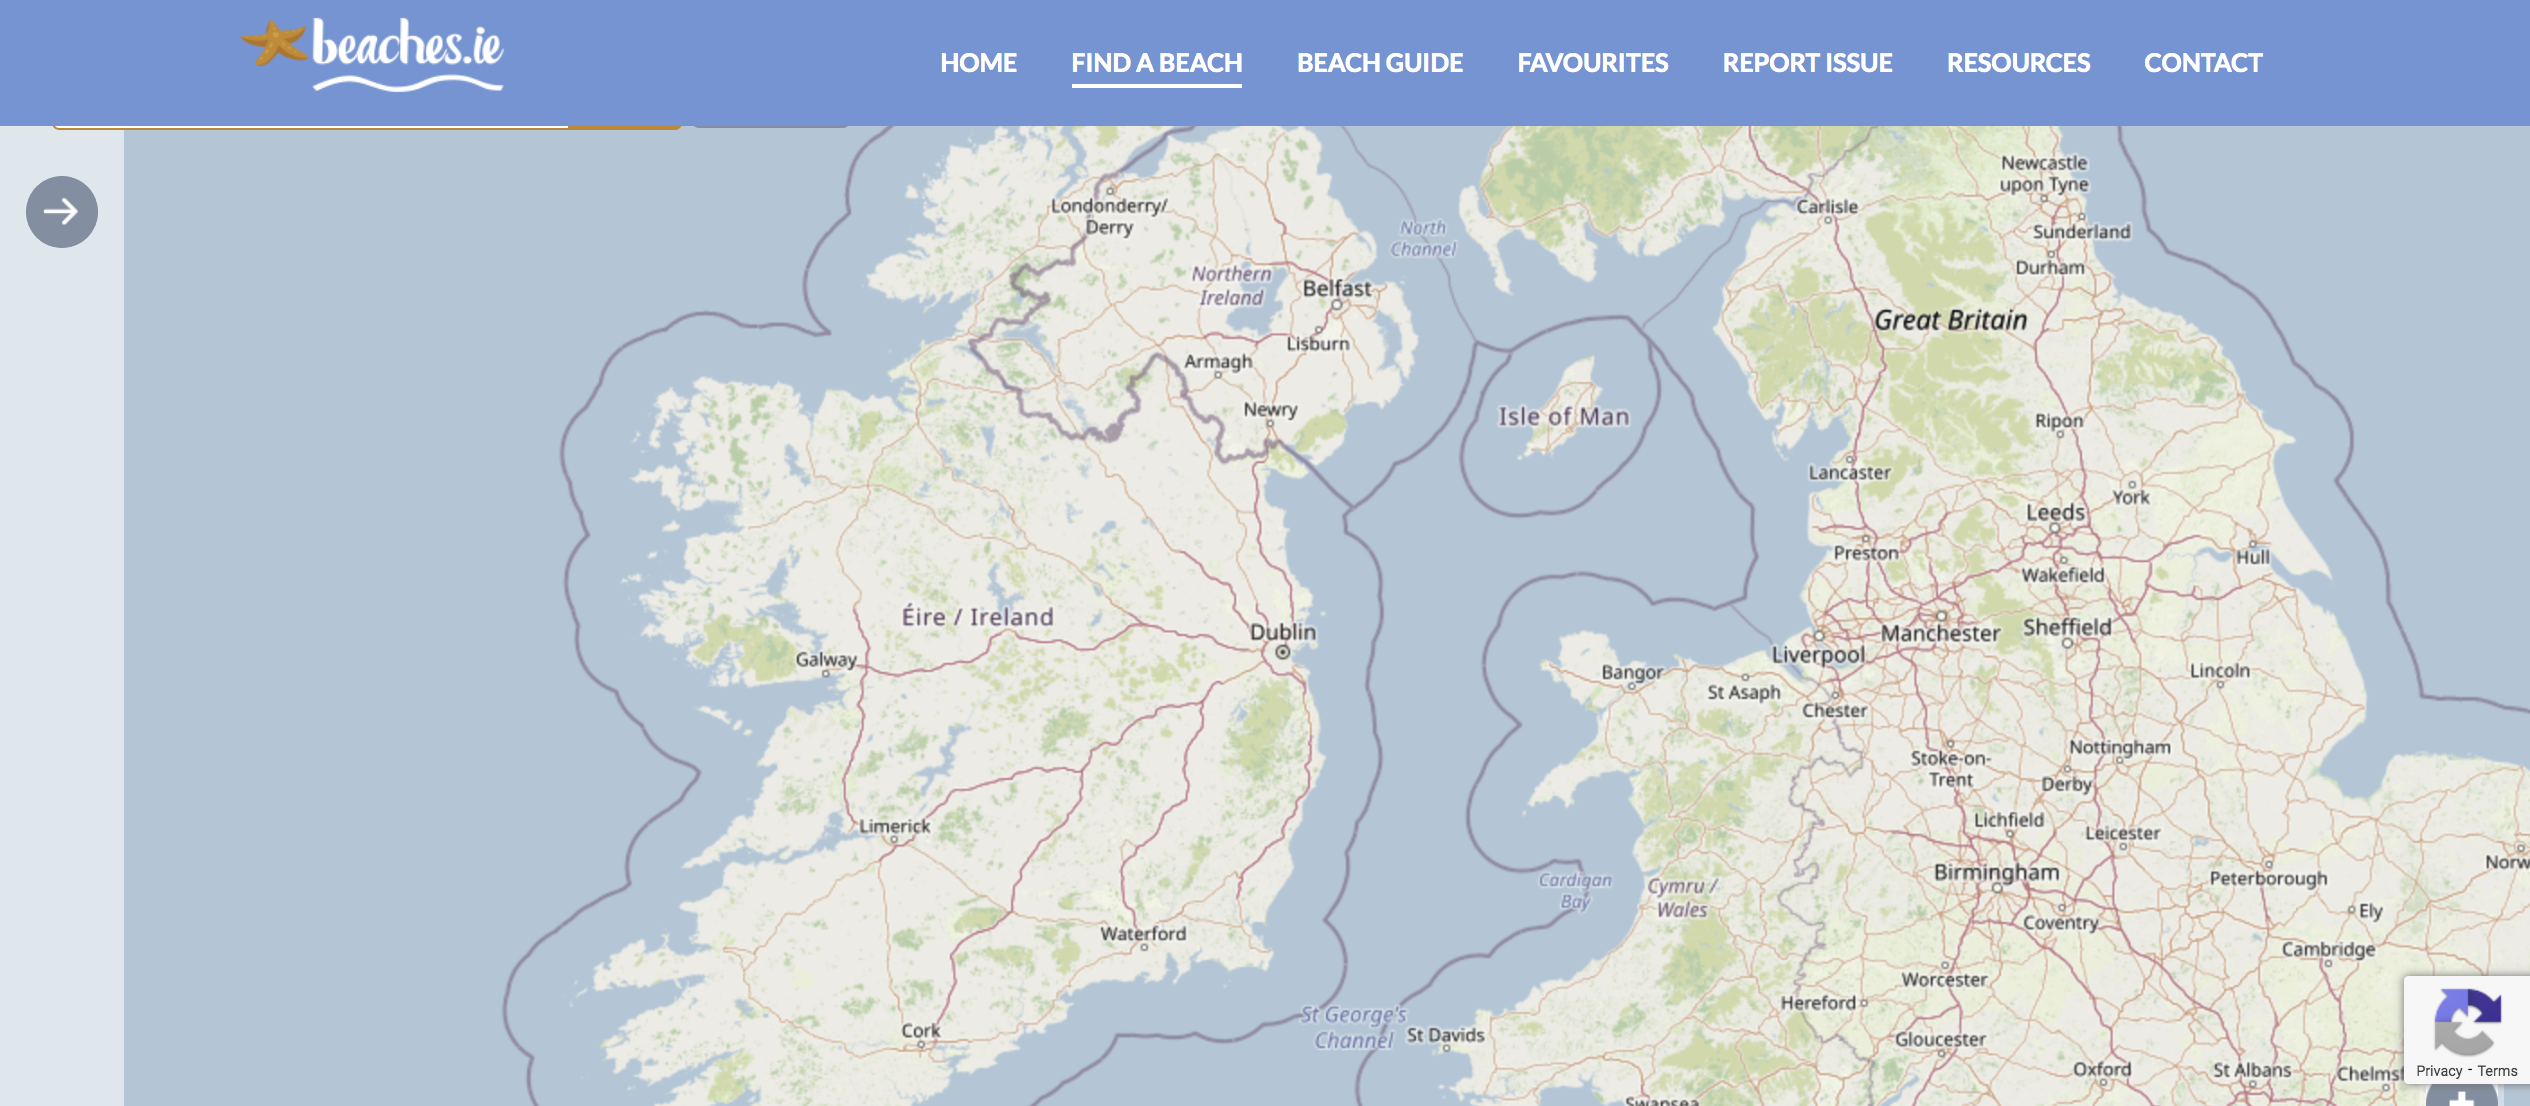 beaches.ie
HOME FIND A BEACH BEACH GUIDE FAVOURITES REPORT ISSUE RESOURCES CONTACT
Newcastle
upon Tyne
Londonderry/
Derry
Carlisle
North
Channel
Sunderland
Durham
Northern
Ireland
Belfast
Great Britain
Lisburn
Armagh
Newry
Isle of Man
Ripon
Lancaster
York
Leeds
Preston
Hull
Wakefield
Éire / Ireland
Dublin
Manchester
Sheffield
Galway
Liverpool
Bangor
St Asaph
Lincoln
Chester
Nottingham
Stoke-on-
Trent
Derby
Limerick
Lichfield
Leicester
Birmingham
Norw
Cardigan
Bay
Cymru /
Wales
Peterborough
Ely
Coventry
Waterford
Cambridge
Worcester
Hereford
St George's
Channel
Cork
St Davids
Gloucester
Oxford
St Albans
Chelmsf
Privacy - Terms
Swansea